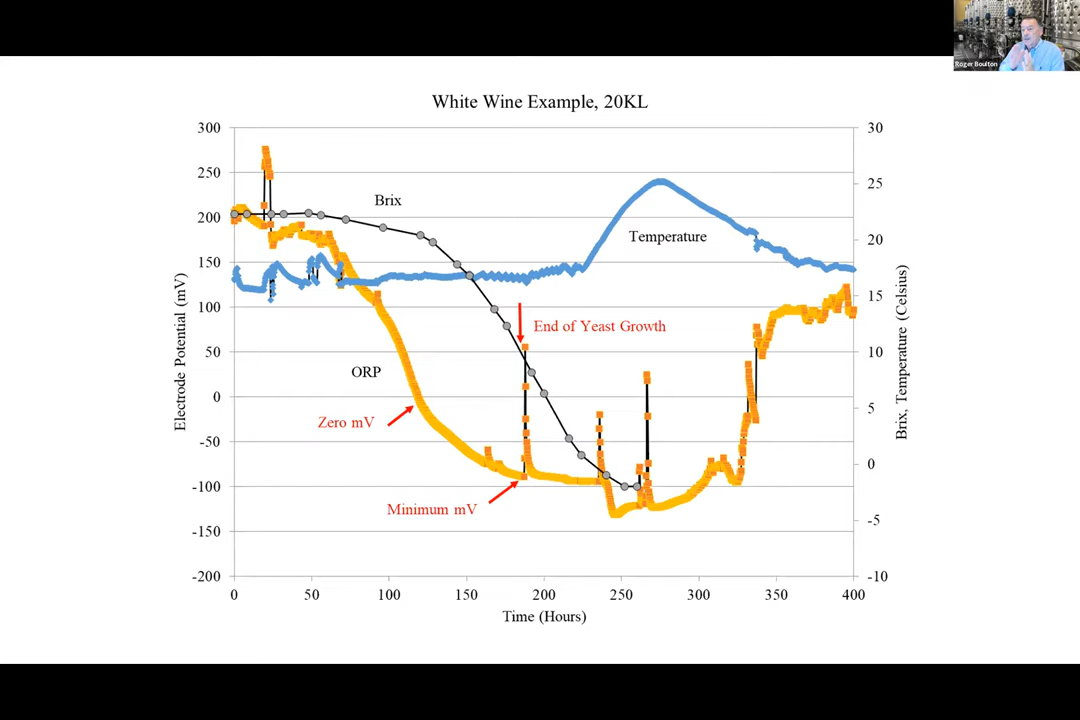 Roger Boulton
White Wine Example, 20KL
300
250
200
150
100
50
0
-50
-100
-150
-200
30
25
20
15
10
5
0
-5
-10
Brix
Temperature
End of Yeast Growth
ORP
Zero mV
Minimum mV
Electrode Potential (mV)
Brix, Temperature (Celsius)
0 50 100 150 200 250 300 350 400
Time (Hours)